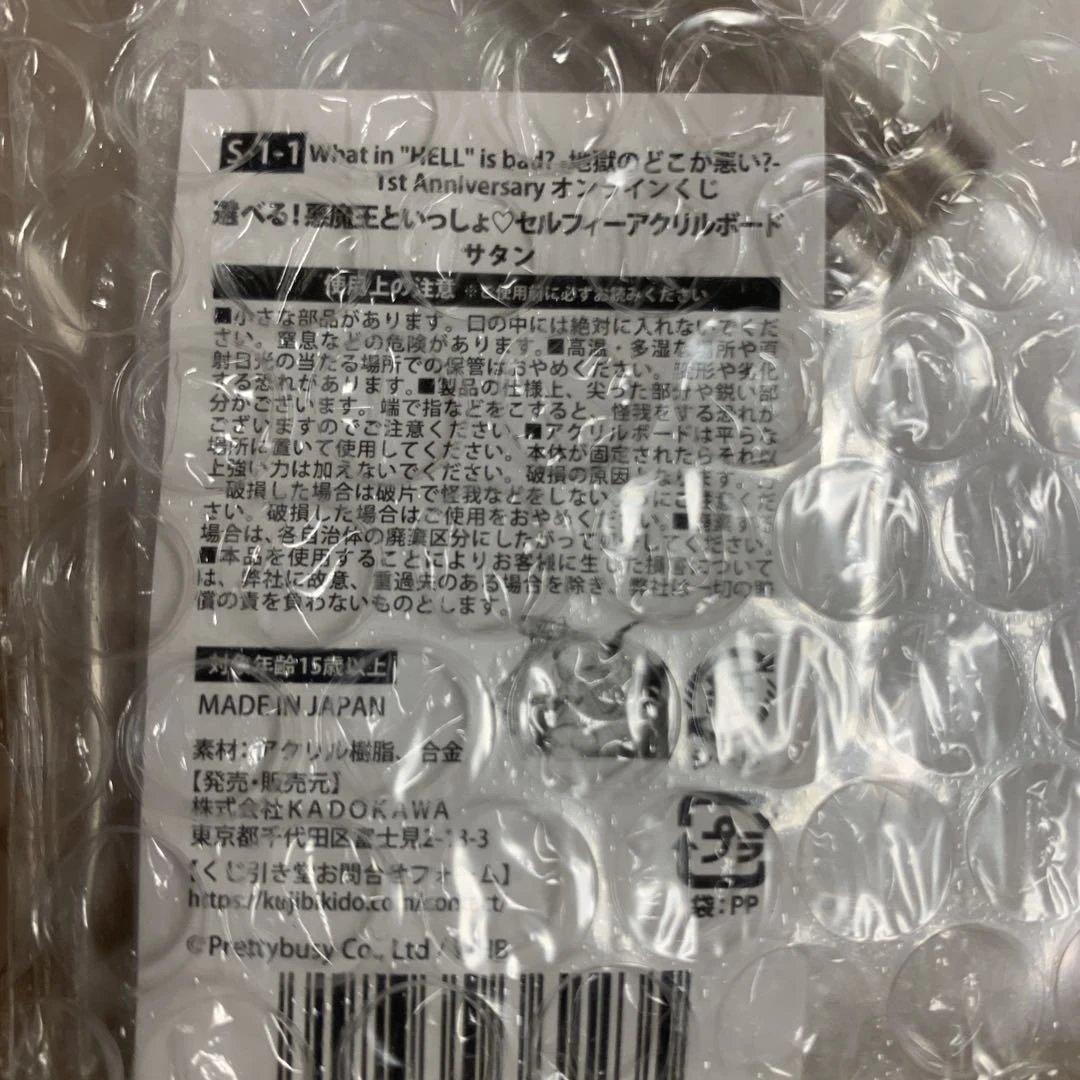 S/1-1 What in "HELL" is bad? -地獄のどこが悪い?-
1st Anniversary オンラインくじ
選べる!悪魔王といっしょ♡セルフィーアクリルボード
サタン
使用上の注意 ※ご使用前に必ずお読みください
■小さな部品があります。口の中には絶対に入れないでくだ
さい。窒息などの危険があります。■高温・多湿な場所や直
射日光の当たる場所での保管はおやめください。変形や劣化
する恐れがあります。■製品の仕様上、尖った部分や鋭い部
分がございます。端で指などをこすると、怪我をする恐れが
ございますのでご注意ください。■アクリルボードは平らな
場所に置いて使用してください。本体が固定されたらそれ以
上強い力は加えないでください。破損の原因になります。
破損した場合は破片で怪我などをしないようにご注意くだ
さい。破損した場合はご使用をおやめください。■廃棄する
場合は、各自治体の廃棄区分にしたがって処理してください。
■本品を使用することによりお客様に生じた損害について
は、弊社に故意、重過失のある場合を除き、弊社は一切の賠
償の責を負わないものとします。
対象年齢15歳以上
MADE IN JAPAN
素材:アクリル樹脂、合金
【発売・販売元】
株式会社KADOKAWA
東京都千代田区富士見2-13-3
【くじ引き堂お問合せフォーム】
https://kujibikido.com/contact/
プラ
袋:PP
©Prettybusy Co., Ltd /